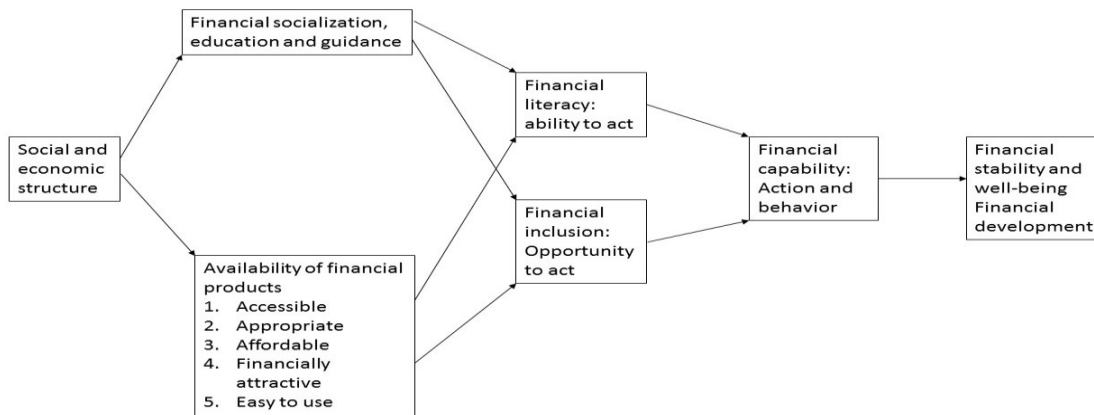 Financial socialization,
education and guidance
Social and
economic
structure
Availability of financial
products
1. Accessible
2. Appropriate
3. Affordable
4. Financially
attractive
5. Easy to use
Financial
literacy:
ability to act
Financial
inclusion:
Opportunity
to act
Financial
capability:
Action and
behavior
Financial
stability and
well-being
Financial
development